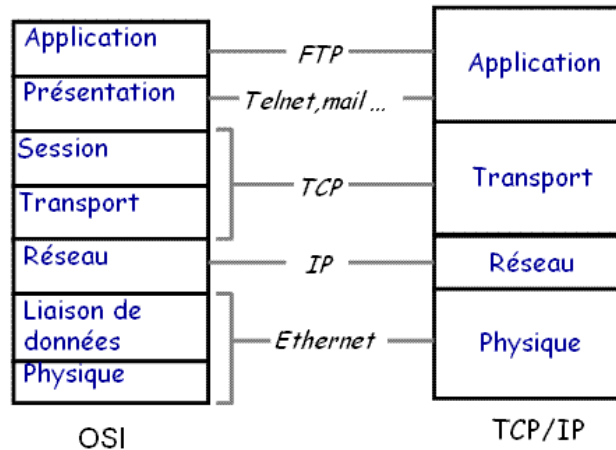 Application
Présentation
Session
Transport
Réseau
Liaison de
données
Physique
OSI
FTP
Telnet,mail...
TCP
IP
Ethernet
Application
Transport
Réseau
Physique
TCP/IP